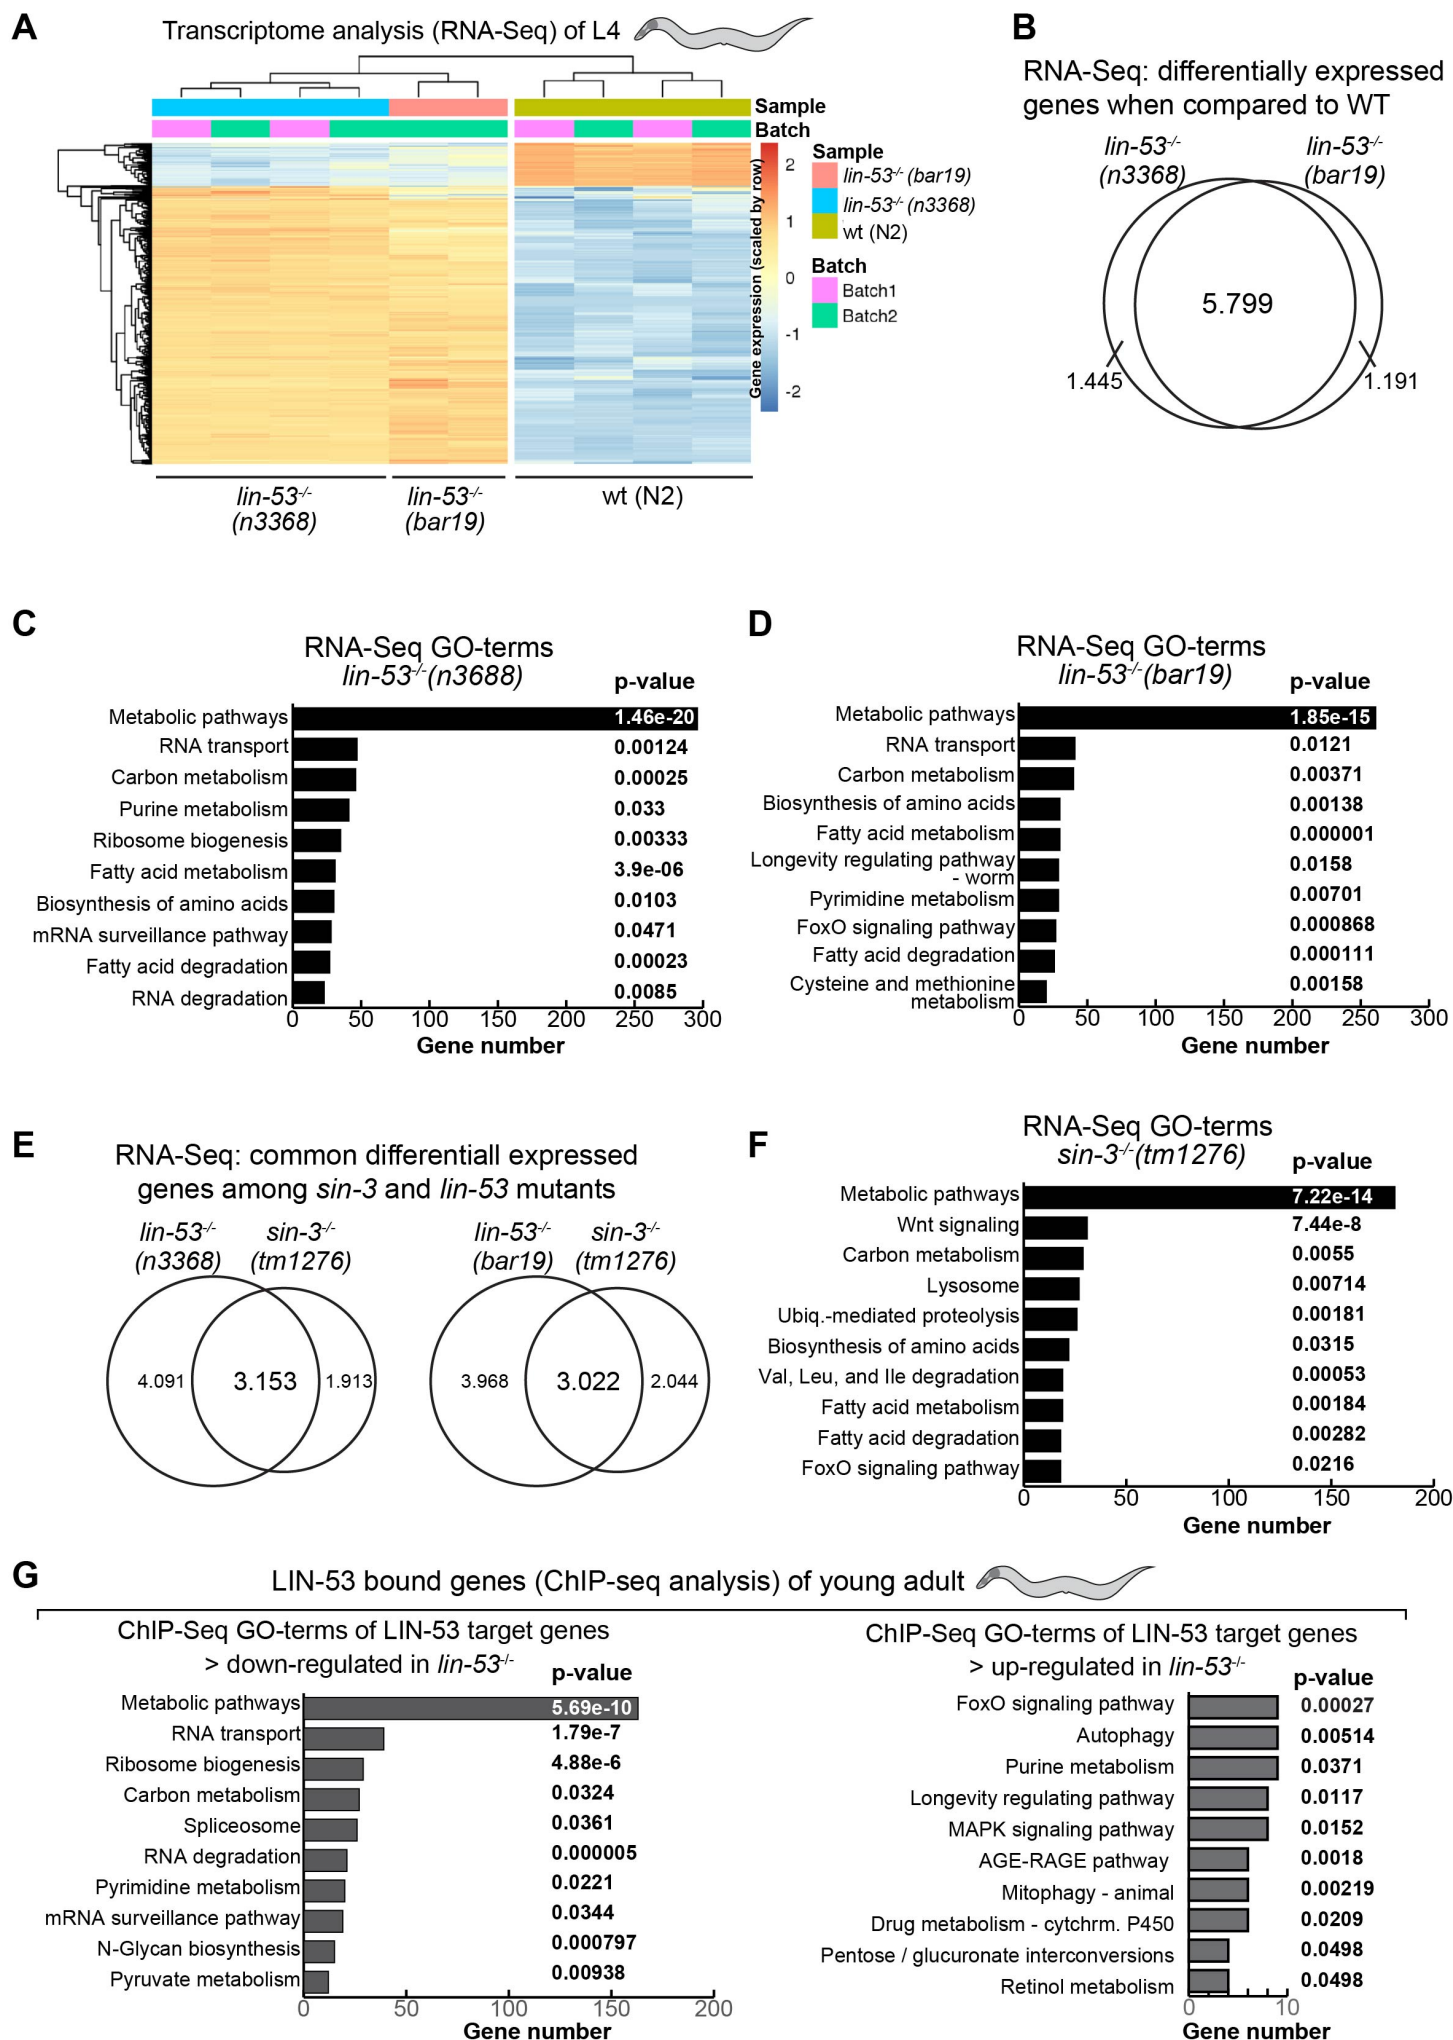 A
Transcriptome analysis (RNA-Seq) of L4
Sample
Batch
Gene expression (scaled by row)
2
1
0
-1
-2
Sample
lin-53-/- (bar19)
lin-53-/- (n3368)
wt (N2)
Batch
Batch1
Batch2
lin-53-/-
(n3368)
lin-53-/-
(bar19)
wt (N2)
B
RNA-Seq: differentially expressed
genes when compared to WT
lin-53-/-
(n3368)
lin-53-/-
(bar19)
5.799
1.445
1.191
C
RNA-Seq GO-terms
lin-53-/-(n3688)
p-value
Metabolic pathways 1.46e-20
RNA transport 0.00124
Carbon metabolism 0.00025
Purine metabolism 0.033
Ribosome biogenesis 0.00333
Fatty acid metabolism 3.9e-06
Biosynthesis of amino acids 0.0103
mRNA surveillance pathway 0.0471
Fatty acid degradation 0.00023
RNA degradation 0.0085
0 50 100 150 200 250 300
Gene number
D
RNA-Seq GO-terms
lin-53-/-(bar19)
p-value
Metabolic pathways 1.85e-15
RNA transport 0.0121
Carbon metabolism 0.00371
Biosynthesis of amino acids 0.00138
Fatty acid metabolism 0.000001
Longevity regulating pathway 0.0158
- worm
Pyrimidine metabolism 0.00701
FoxO signaling pathway 0.000868
Fatty acid degradation 0.000111
Cysteine and methionine 0.00158
metabolism
0 50 100 150 200 250 300
Gene number
E
RNA-Seq: common differentiall expressed
genes among sin-3 and lin-53 mutants
lin-53-/-
(n3368)
sin-3-/-
(tm1276)
4.091 3.153 1.913
lin-53-/-
(bar19)
sin-3-/-
(tm1276)
3.968 3.022 2.044
F
RNA-Seq GO-terms
sin-3-/-(tm1276)
p-value
Metabolic pathways 7.22e-14
Wnt signaling 7.44e-8
Carbon metabolism 0.0055
Lysosome 0.00714
Ubiq.-mediated proteolysis 0.00181
Biosynthesis of amino acids 0.0315
Val, Leu, and Ile degradation 0.00053
Fatty acid metabolism 0.00184
Fatty acid degradation 0.00282
FoxO signaling pathway 0.0216
0 50 100 150 200
Gene number
G
LIN-53 bound genes (ChIP-seq analysis) of young adult
ChIP-Seq GO-terms of LIN-53 target genes
> down-regulated in lin-53-/-
p-value
Metabolic pathways 5.69e-10
RNA transport 1.79e-7
Ribosome biogenesis 4.88e-6
Carbon metabolism 0.0324
Spliceosome 0.0361
RNA degradation 0.000005
Pyrimidine metabolism 0.0221
mRNA surveillance pathway 0.0344
N-Glycan biosynthesis 0.000797
Pyruvate metabolism 0.00938
0 50 100 150 200
Gene number
ChIP-Seq GO-terms of LIN-53 target genes
> up-regulated in lin-53-/-
p-value
FoxO signaling pathway 0.00027
Autophagy 0.00514
Purine metabolism 0.0371
Longevity regulating pathway 0.0117
MAPK signaling pathway 0.0152
AGE-RAGE pathway 0.0018
Mitophagy - animal 0.00219
Drug metabolism - cytchrm. P450 0.0209
Pentose / glucuronate interconversions 0.0498
Retinol metabolism 0.0498
0 10
Gene number